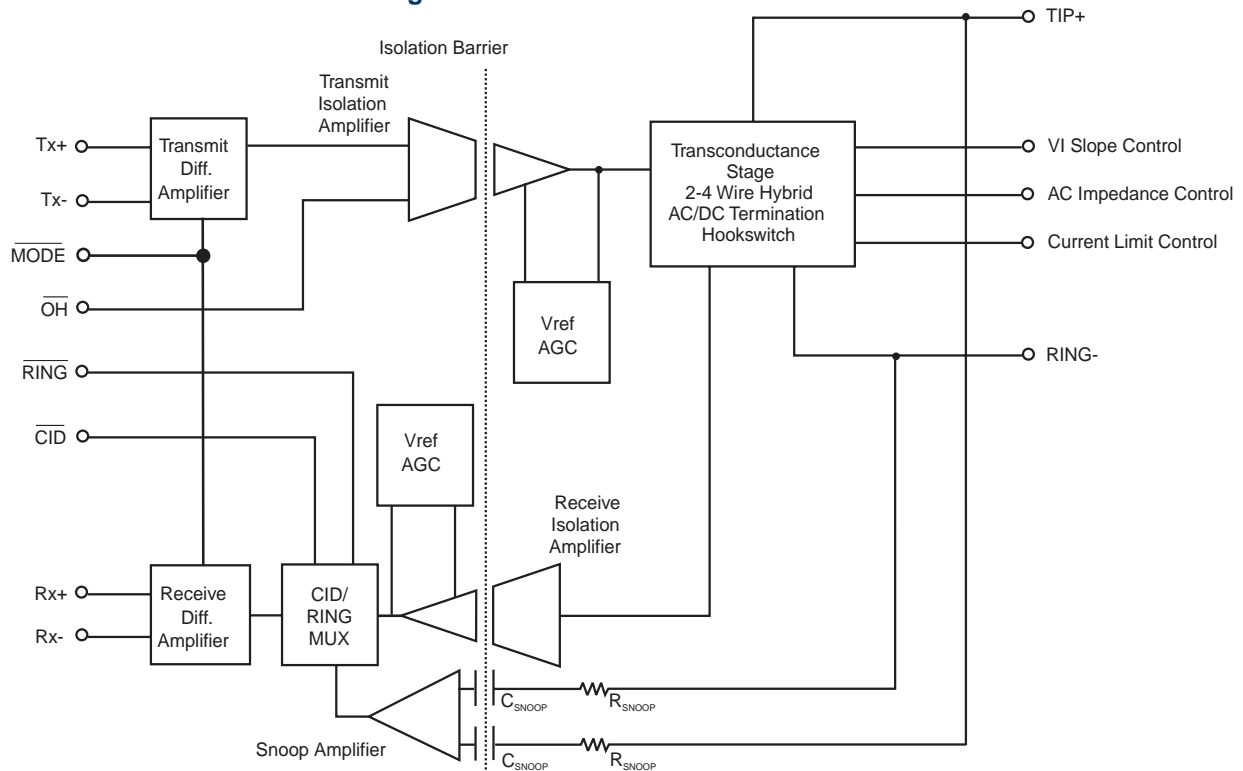 g
TIP+
Isolation Barrier
Transmit
Isolation
Amplifier
Tx+
Transmit
Diff.
Amplifier
Tx-
MODE
OH
RING
CID
Transconductance
Stage
2-4 Wire Hybrid
AC/DC Termination
Hookswitch
VI Slope Control
AC Impedance Control
Current Limit Control
Vref
AGC
RING-
Vref
AGC
Receive
Isolation
Amplifier
Rx+
Rx-
Receive
Diff.
Amplifier
CID/
RING
MUX
CSNOOP
RSNOOP
Snoop Amplifier
CSNOOP
RSNOOP